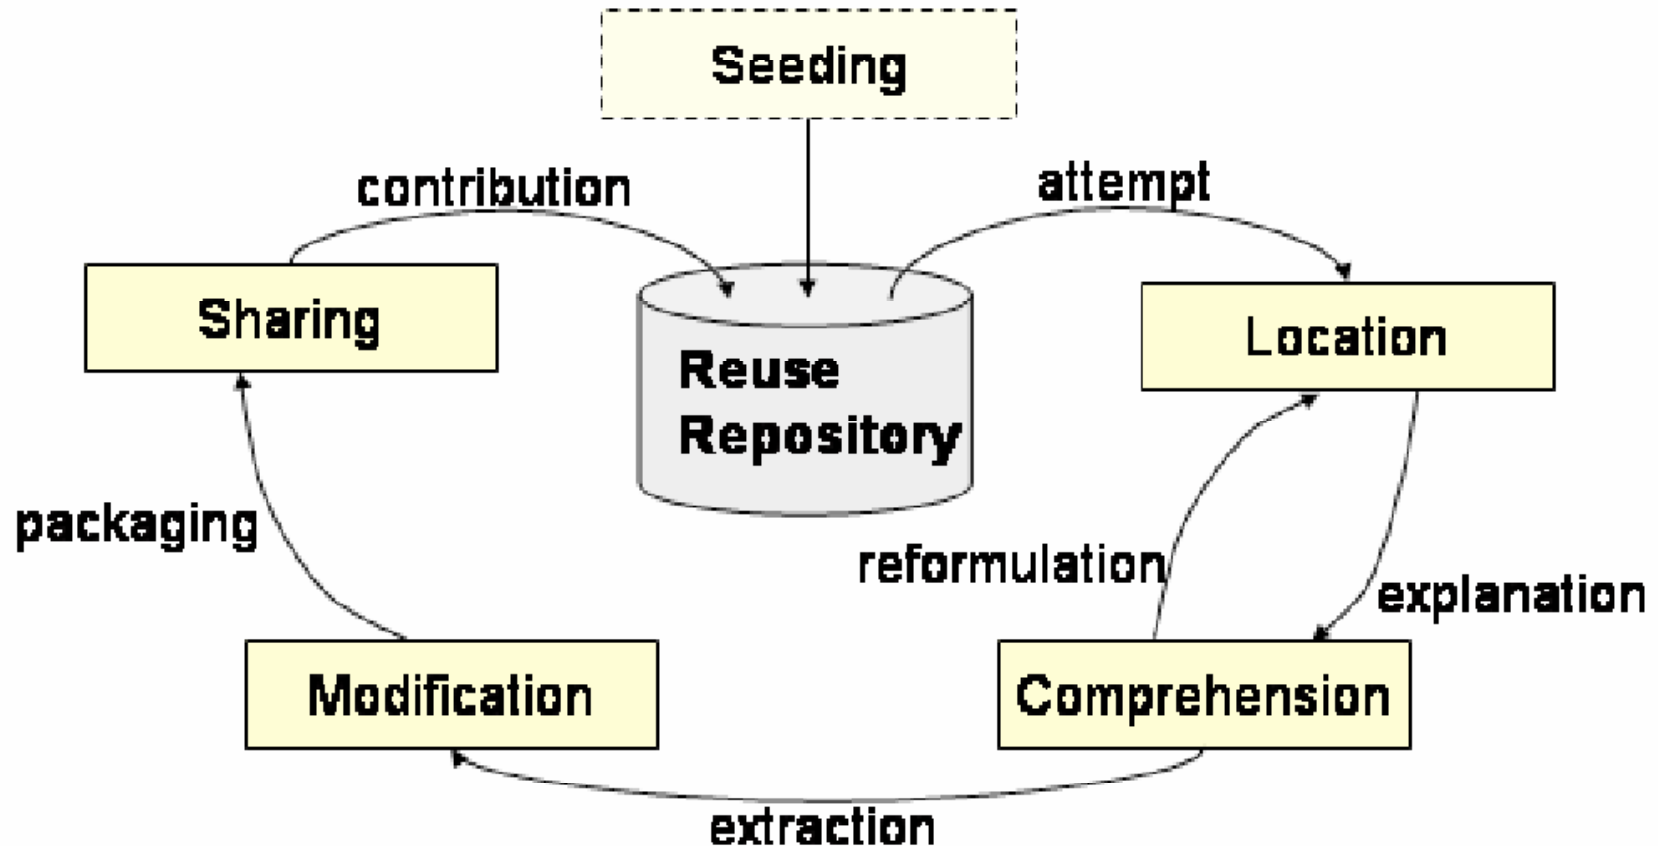 Seeding
contribution
attempt
Sharing
Location
Reuse
Repository
packaging
reformulation
explanation
Modification
Comprehension
extraction